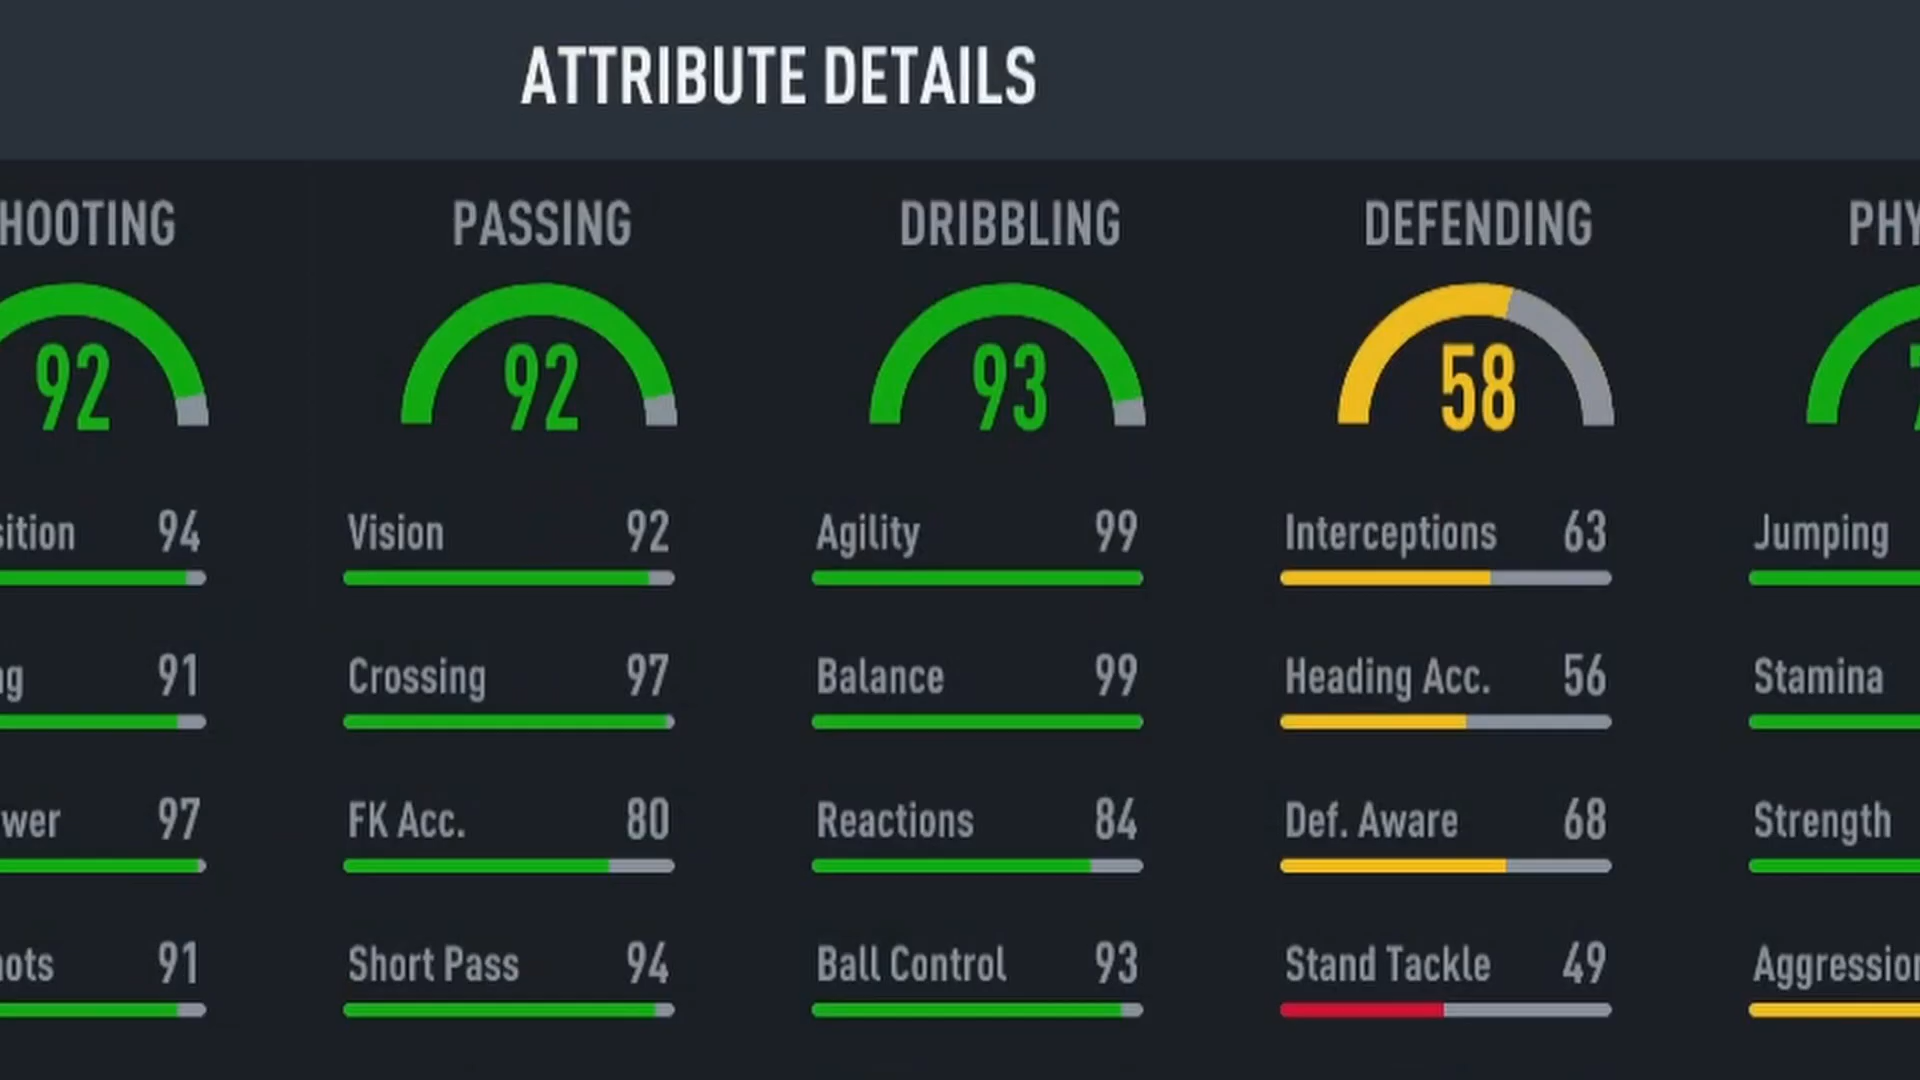 ATTRIBUTE DETAILS
HOOTING PASSING DRIBBLING DEFENDING PHY
92 92 93 58 7
sition 94 Vision 92 Agility 99 Interceptions 63 Jumping
ng 91 Crossing 97 Balance 99 Heading Acc. 56 Stamina
wer 97 FK Acc. 80 Reactions 84 Def. Aware 68 Strength
hots 91 Short Pass 94 Ball Control 93 Stand Tackle 49 Aggression